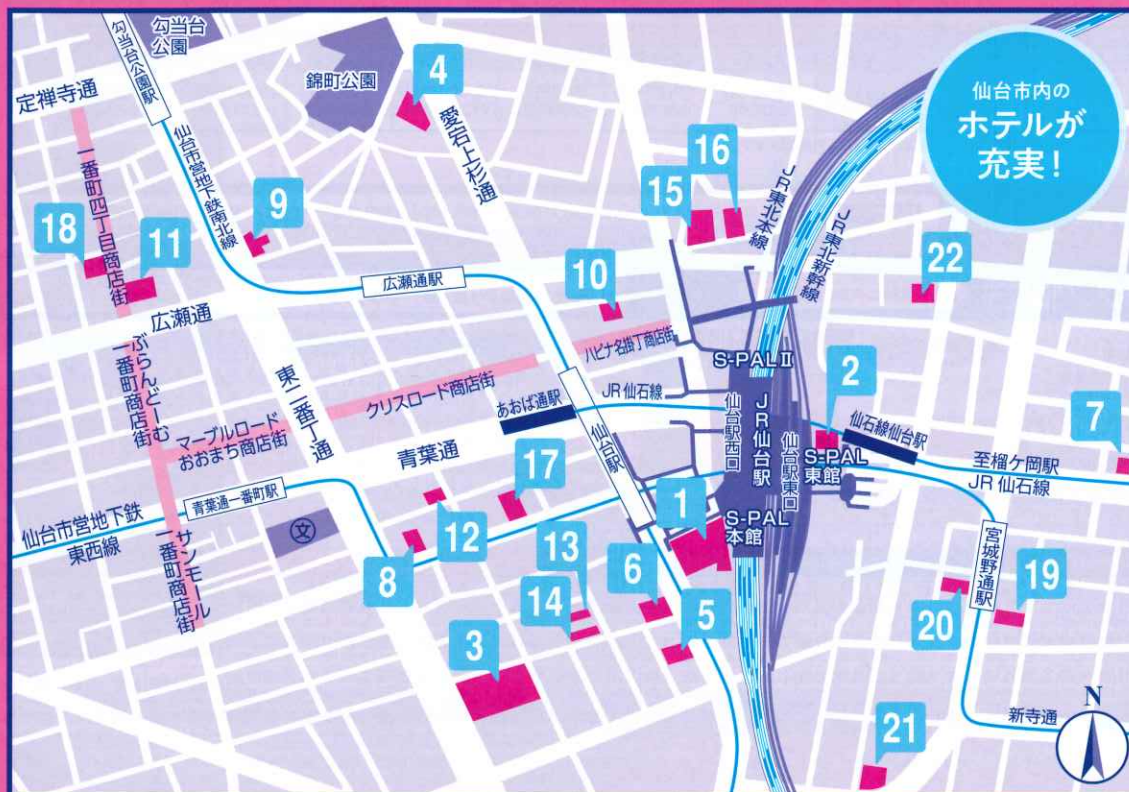 勾当台
公園
勾当台公園駅
錦町公園
4
定禅寺通
愛宕上杉通
仙台市内の
ホテルが
充実!
一番町四丁目商店街
仙台市営地下鉄南北線
9
18
11
16
15
JR東北本線
JR東北新幹線
22
広瀬通駅
10
広瀬通
ハピナ名掛丁商店街
S-PALⅡ
ぶらんどーむ
一番町商店街
東二番丁通
クリスロード商店街
あおば通駅
JR仙石線
仙台駅西口
JR仙台駅
仙台駅東口
2
仙石線仙台駅
S-PAL
東館
7
至榴ケ岡駅
JR仙石線
マーブルロード
おおまち商店街
青葉通
仙台駅
17
1
S-PAL
本館
仙台市営地下鉄
東西線
青葉通一番町駅
文
12
8
サンモール
一番町商店街
13
14
6
5
3
宮城野通駅
20
19
21
新寺通
N